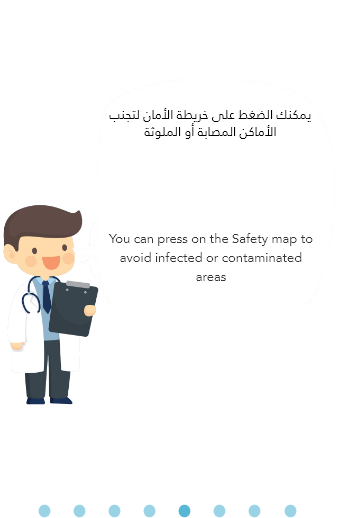 يمكنك الضغط على خريطة الأمان لتجنب
الأماكن المصابة أو الملوثة
You can press on the Safety map to
avoid infected or contaminated
areas